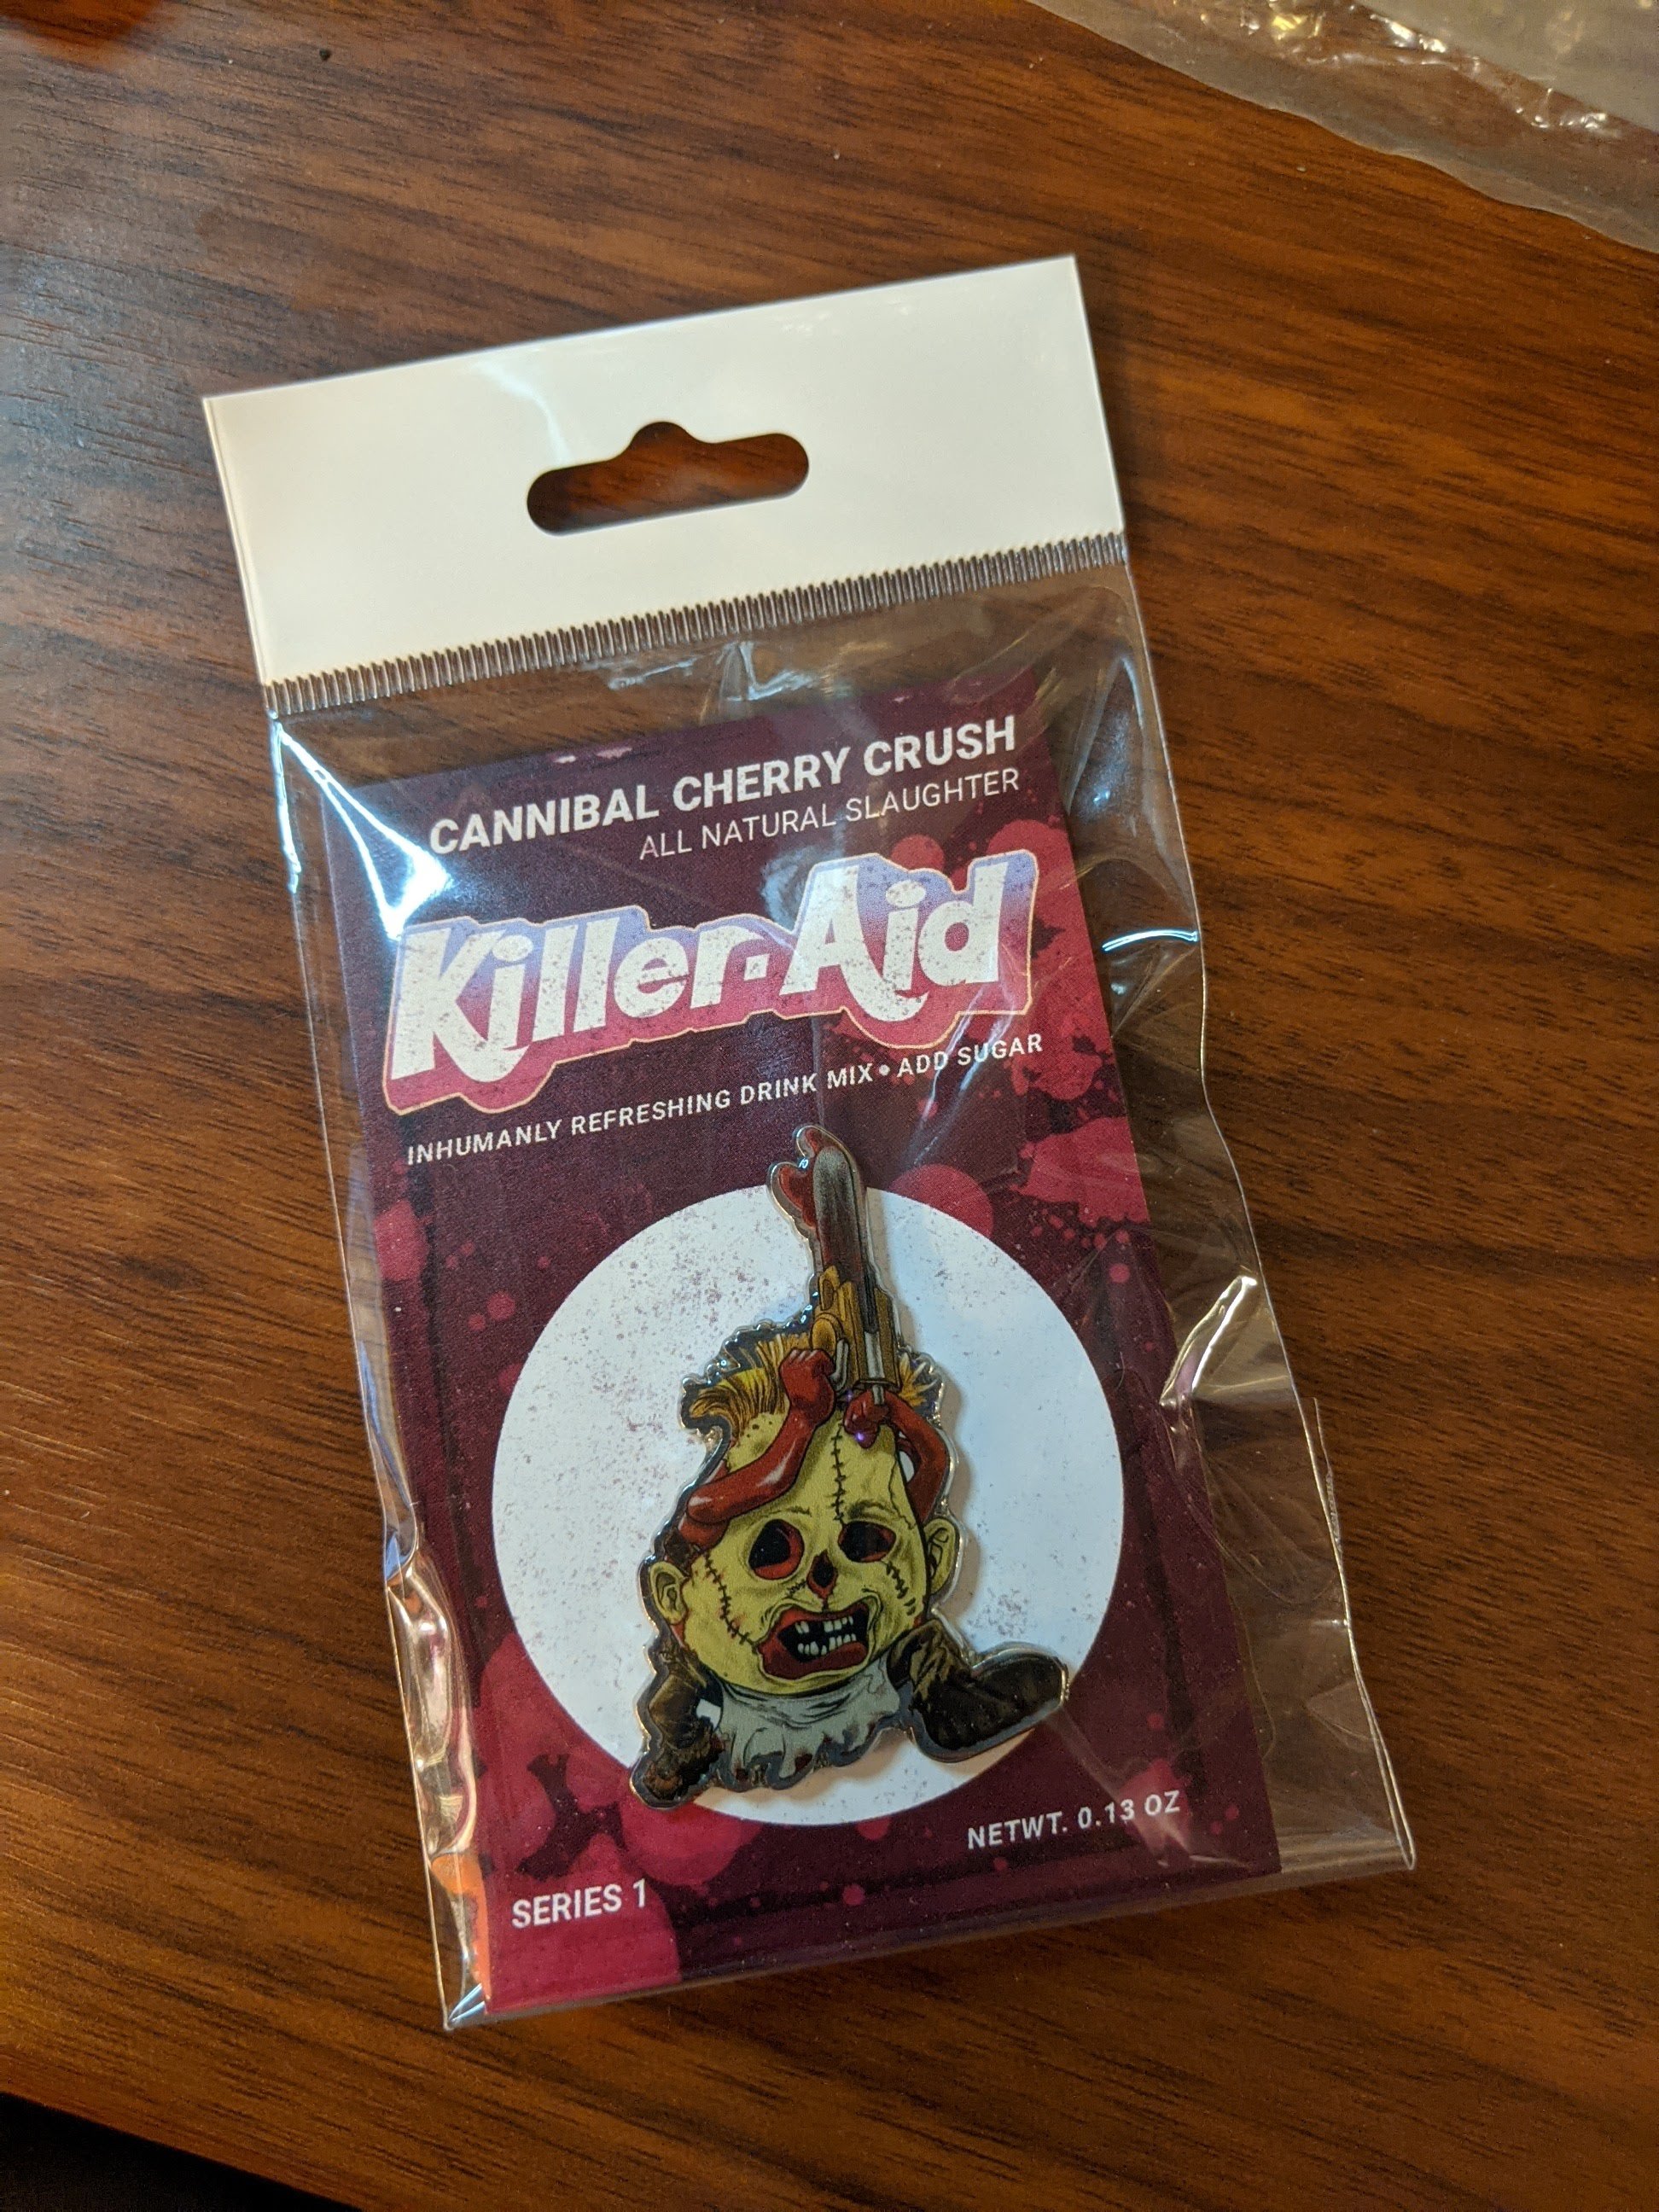 CANNIBAL CHERRY CRUSH
ALL NATURAL SLAUGHTER
Killer-Aid
INHUMANLY REFRESHING DRINK MIX • ADD SUGAR
NETWT. 0.13 OZ
SERIES 1